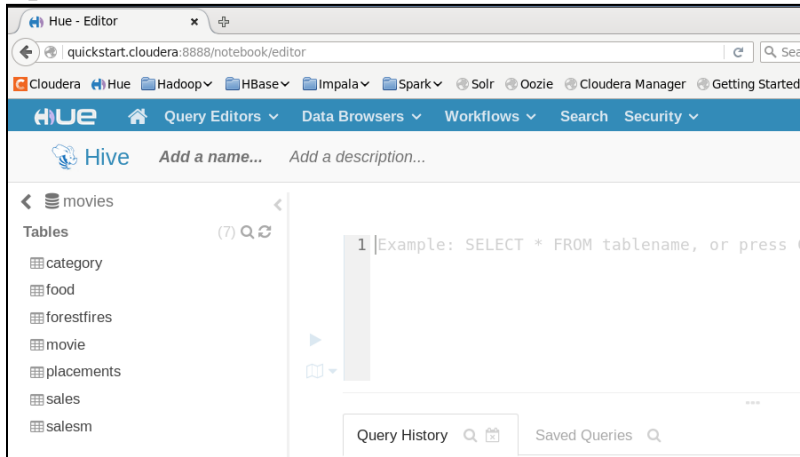 Hue - Editor
quickstart.cloudera:8888/notebook/editor
Cloudera Hue Hadoop HBase Impala Spark Solr Oozie Cloudera Manager Getting Started
HUE Query Editors Data Browsers Workflows Search Security
Hive Add a name... Add a description...
movies
Tables (7)
1 Example: SELECT * FROM tablename, or press
category
food
forestfires
movie
placements
sales
salesm
Query History Saved Queries